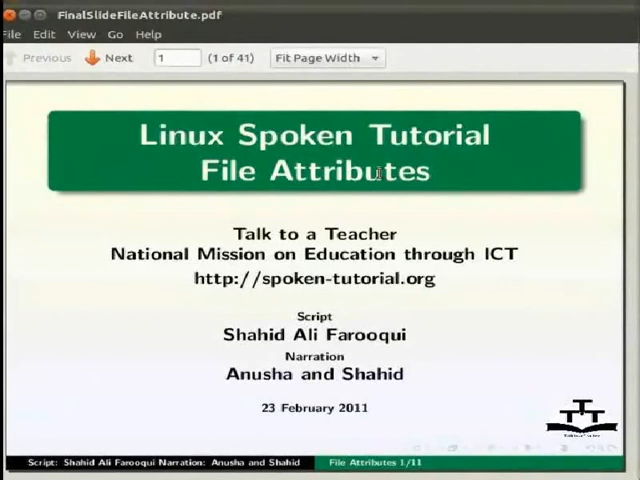 FinalSlideFileAttribute.pdf
File Edit View Go Help
Previous Next 1 (1 of 41) Fit Page Width
Linux Spoken Tutorial
File Attributes
Talk to a Teacher
National Mission on Education through ICT
http://spoken-tutorial.org
Script
Shahid Ali Farooqui
Narration
Anusha and Shahid
23 February 2011
Script: Shahid Ali Farooqui Narration: Anusha and Shahid File Attributes 1/11